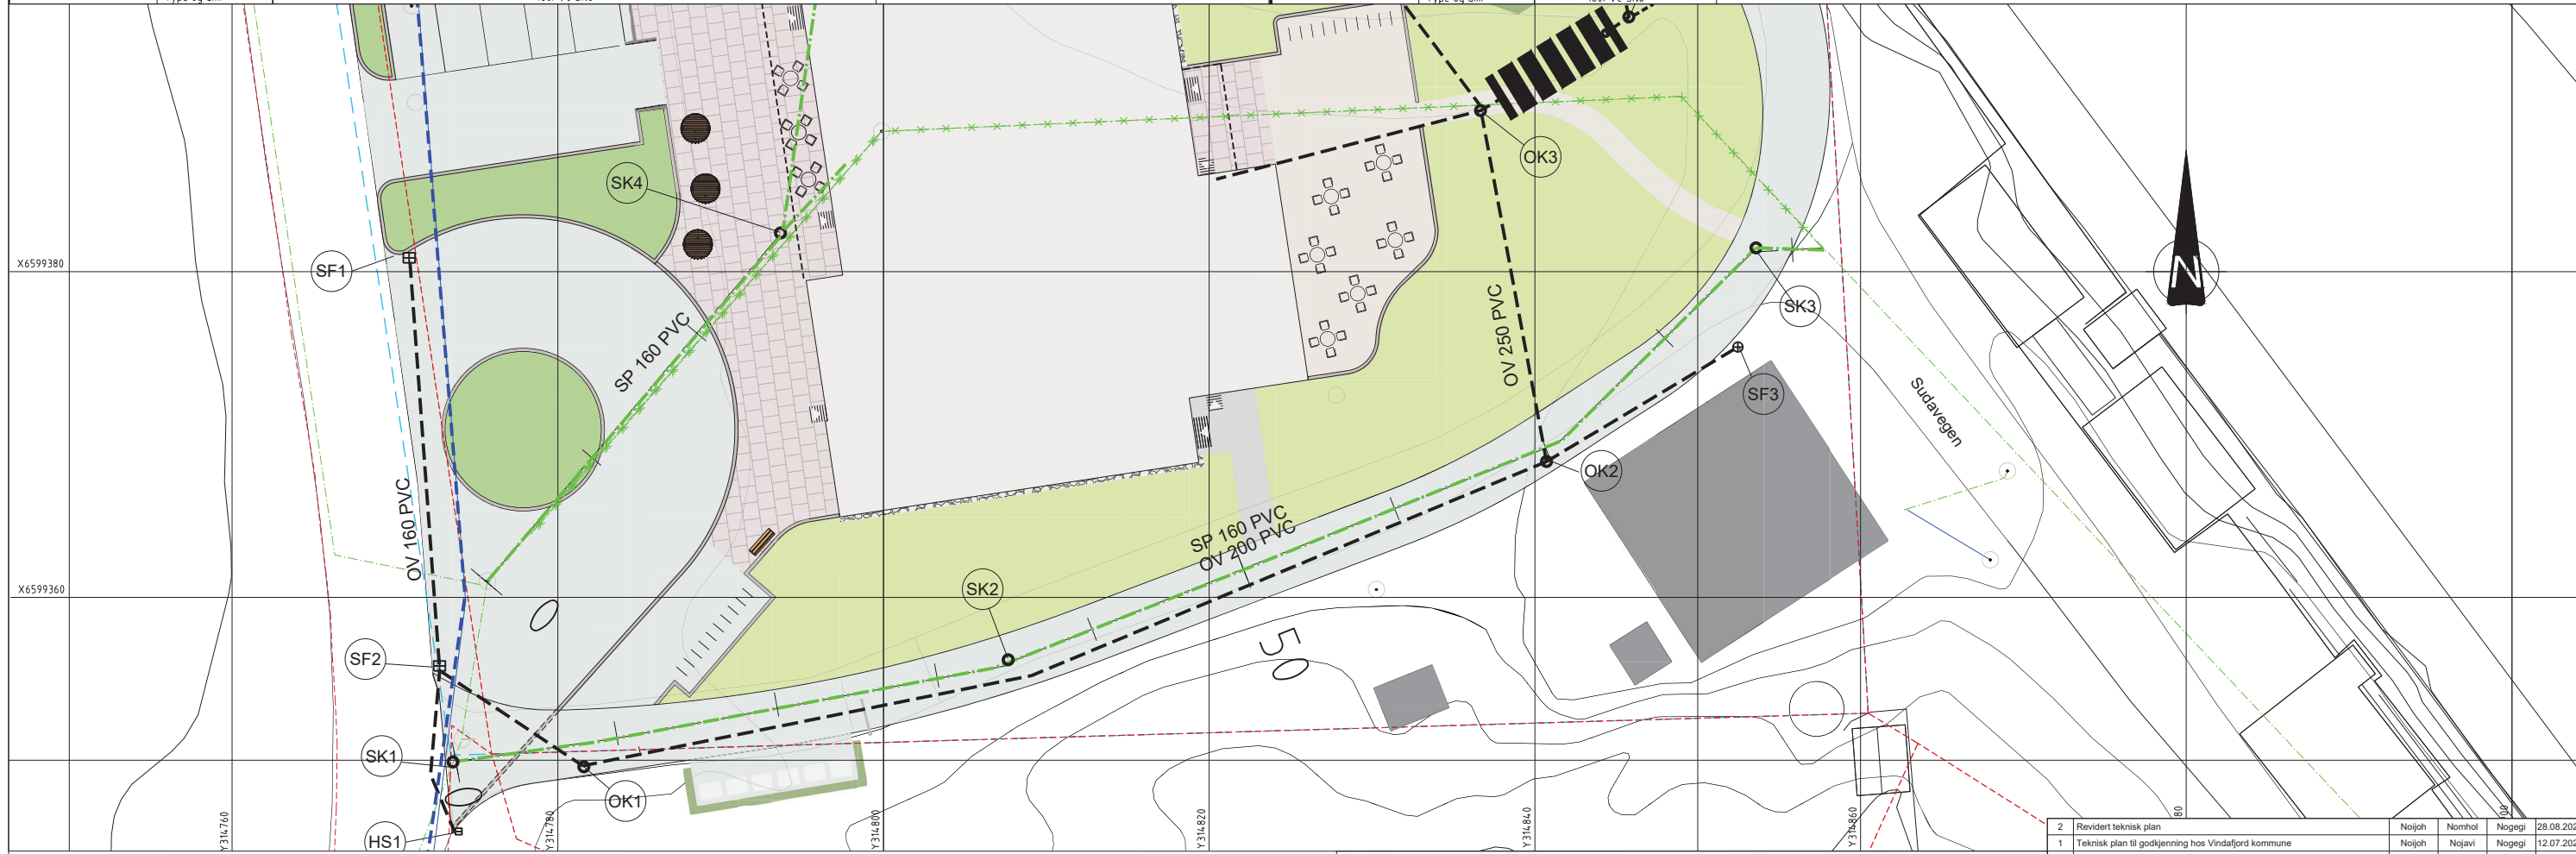 SK4
OK3
X6599380
SF1
SK3
SP 160 PVC
OV 250 PVC
SF3
Sudavegen
N
OV 160 PVC
OK2
SP 160 PVC
OV 200 PVC
X6599360
SK2
SF2
50
SK1
OK1
HS1
Y314760
Y314780
Y314800
Y314820
Y314840
Y314860
2 Revidert teknisk plan Noijoh Nomhol Nogegi 28.08.202
1 Teknisk plan til godkjenning hos Vindafjord kommune Noijoh Nojavi Nogegi 12.07.202